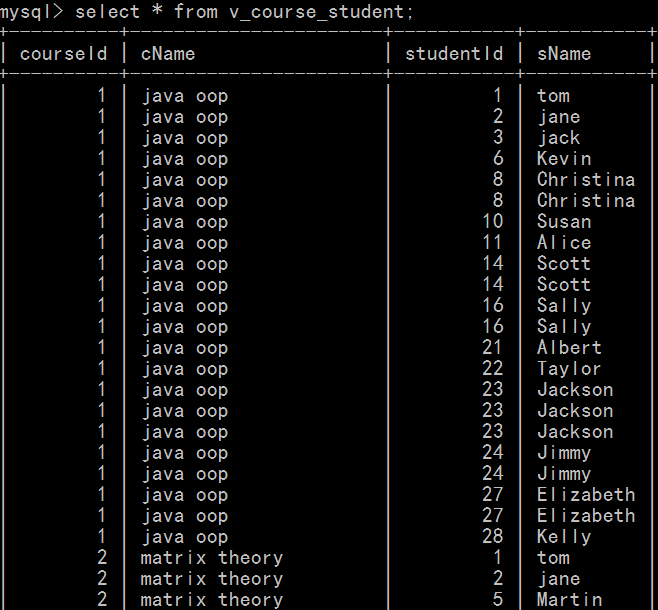 mysql> select * from v_course_student;
+----------+---------------+-----------+-----------+
| courseId | cName | studentId | sName |
+----------+---------------+-----------+-----------+
| 1 | java oop | 1 | tom |
| 1 | java oop | 2 | jane |
| 1 | java oop | 3 | jack |
| 1 | java oop | 6 | Kevin |
| 1 | java oop | 8 | Christina |
| 1 | java oop | 8 | Christina |
| 1 | java oop | 10 | Susan |
| 1 | java oop | 11 | Alice |
| 1 | java oop | 14 | Scott |
| 1 | java oop | 14 | Scott |
| 1 | java oop | 16 | Sally |
| 1 | java oop | 16 | Sally |
| 1 | java oop | 21 | Albert |
| 1 | java oop | 22 | Taylor |
| 1 | java oop | 23 | Jackson |
| 1 | java oop | 23 | Jackson |
| 1 | java oop | 23 | Jackson |
| 1 | java oop | 24 | Jimmy |
| 1 | java oop | 24 | Jimmy |
| 1 | java oop | 27 | Elizabeth |
| 1 | java oop | 27 | Elizabeth |
| 1 | java oop | 28 | Kelly |
| 2 | matrix theory | 1 | tom |
| 2 | matrix theory | 2 | jane |
| 2 | matrix theory | 5 | Martin |